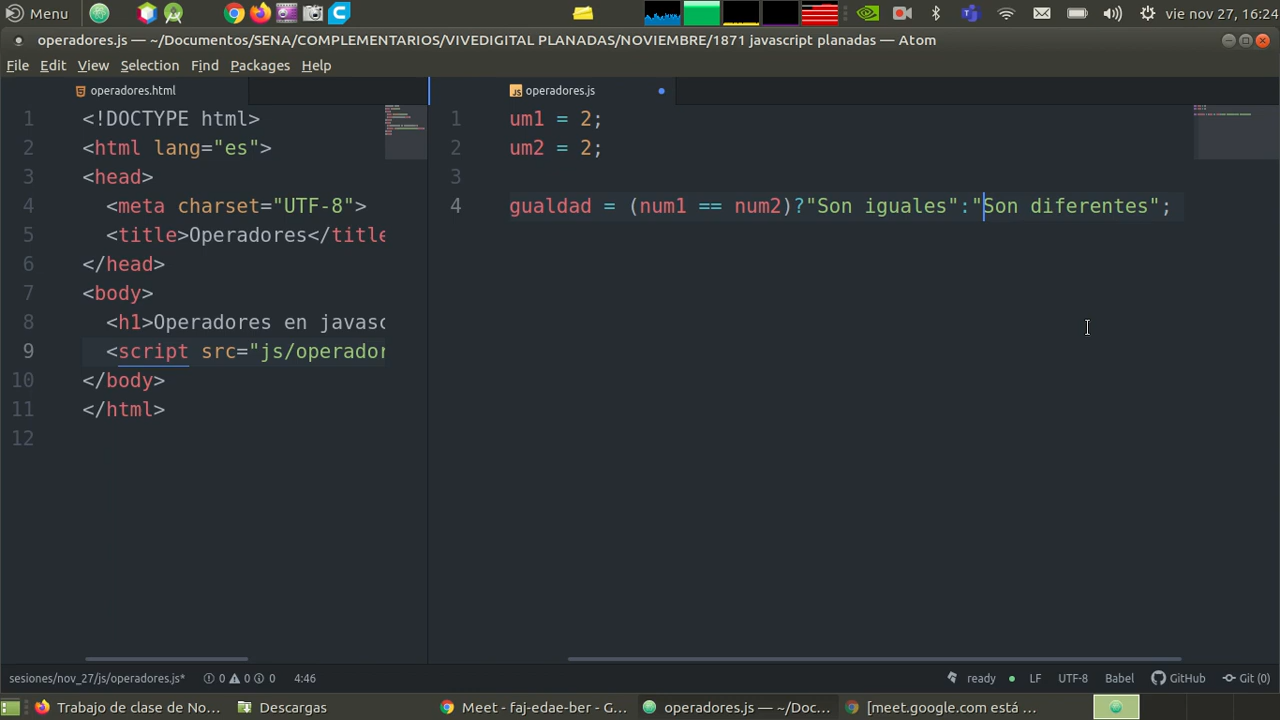 Menu
vie nov 27, 16:24
operadores.js — ~/Documentos/SENA/COMPLEMENTARIOS/VIVEDIGITAL PLANADAS/NOVIEMBRE/1871 javascript planadas — Atom
File Edit View Selection Find Packages Help
operadores.html
1 <!DOCTYPE html>
2 <html lang="es">
3 <head>
4 <meta charset="UTF-8">
5 <title>Operadores</title
6 </head>
7 <body>
8 <h1>Operadores en javasc
9 <script src="js/operador
10 </body>
11 </html>
12
JS operadores.js
1 um1 = 2;
2 um2 = 2;
3
4 gualdad = (num1 == num2)?"Son iguales":"Son diferentes";
sesiones/nov_27/js/operadores.js* 0 0 0 4:46 ready LF UTF-8 Babel GitHub Git (0)
Trabajo de clase de No... Descargas Meet - faj-edae-ber - G... operadores.js — ~/Doc... [meet.google.com está ...